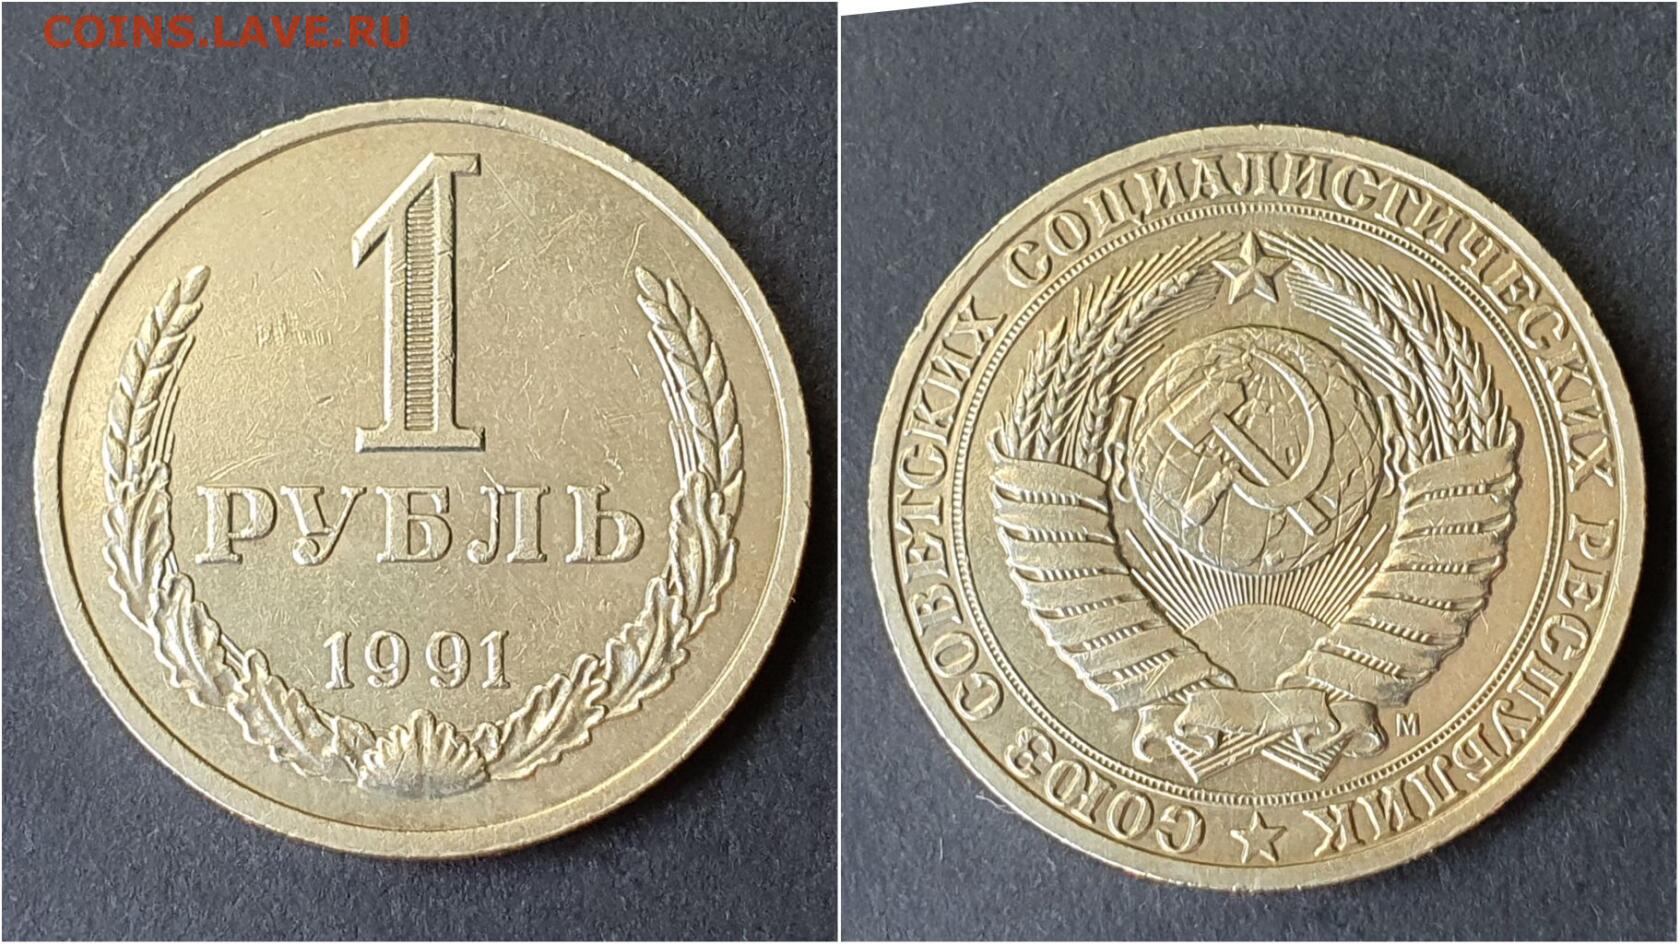 COINS.LAVE.RU
1
РУБЛЬ
1991
СОЮЗ СОВЕТСКИХ СОЦИАЛИСТИЧЕСКИХ РЕСПУБЛИК
М